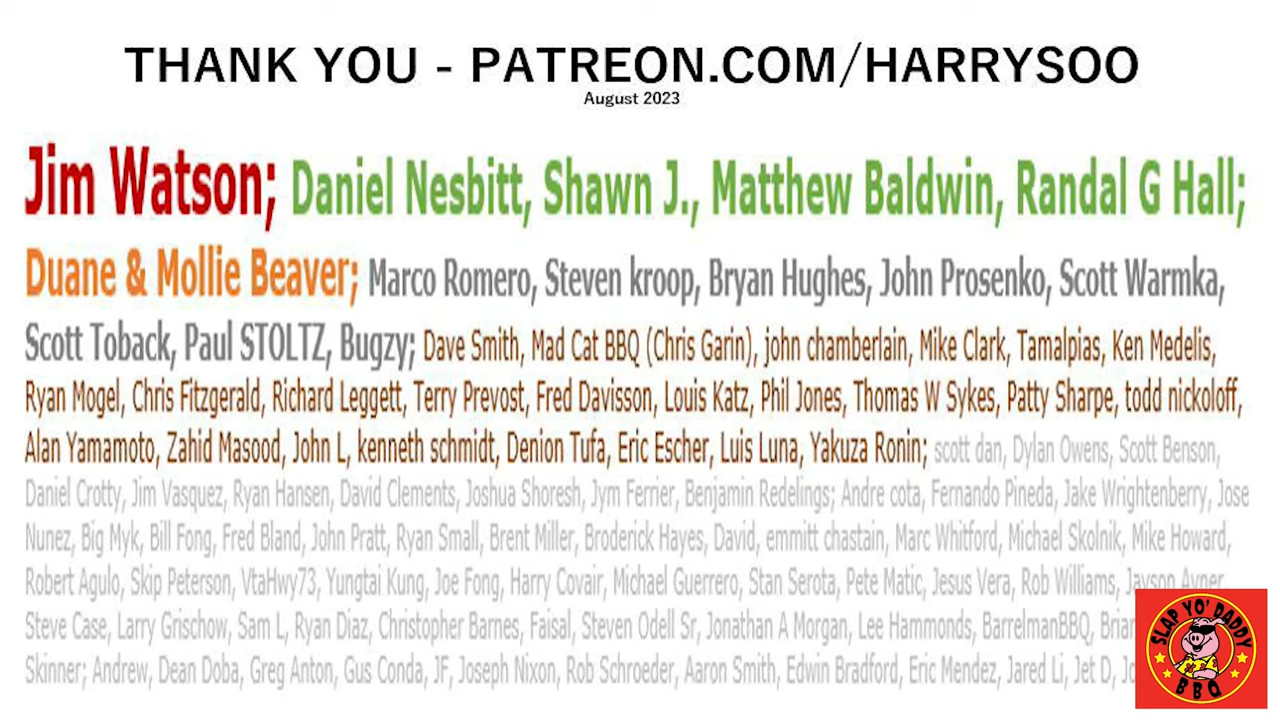 THANK YOU - PATREON.COM/HARRYSOO
August 2023
Jim Watson; Daniel Nesbitt, Shawn J., Matthew Baldwin, Randal G Hall;
Duane & Mollie Beaver; Marco Romero, Steven kroop, Bryan Hughes, John Prosenko, Scott Warmka,
Scott Toback, Paul STOLTZ, Bugzy; Dave Smith, Mad Cat BBQ (Chris Garin), john chamberlain, Mike Clark, Tamalpias, Ken Medelis,
Ryan Mogel, Chris Fitzgerald, Richard Leggett, Terry Prevost, Fred Davisson, Louis Katz, Phil Jones, Thomas W Sykes, Patty Sharpe, todd nickoloff,
Alan Yamamoto, Zahid Masood, John L, kenneth schmidt, Denion Tufa, Eric Escher, Luis Luna, Yakuza Ronin; scott dan, Dylan Owens, Scott Benson,
Daniel Crotty, Jim Vasquez, Ryan Hansen, David Clements, Joshua Shoresh, Jym Ferrier, Benjamin Redelings; Andre cota, Fernando Pineda, Jake Wrightenberry, Jose
Nunez, Big Myk, Bill Fong, Fred Bland, John Pratt, Ryan Small, Brent Miller, Broderick Hayes, David, emmitt chastain, Marc Whitford, Michael Skolnik, Mike Howard,
Robert Agulo, Skip Peterson, VtaHwy73, Yungtai Kung, Joe Fong, Harry Covair, Michael Guerrero, Stan Serota, Pete Matic, Jesus Vera, Rob Williams, Jayson Ayner
Steve Case, Larry Grischow, Sam L, Ryan Diaz, Christopher Barnes, Faisal, Steven Odell Sr, Jonathan A Morgan, Lee Hammonds, BarrelmanBBQ,
Skinner; Andrew, Dean Doba, Greg Anton, Gus Conda, JF, Joseph Nixon, Rob Schroeder, Aaron Smith, Edwin Bradford, Eric Mendez, Jared Li, Jet D,
SLAP YO' DADDY
BBQ